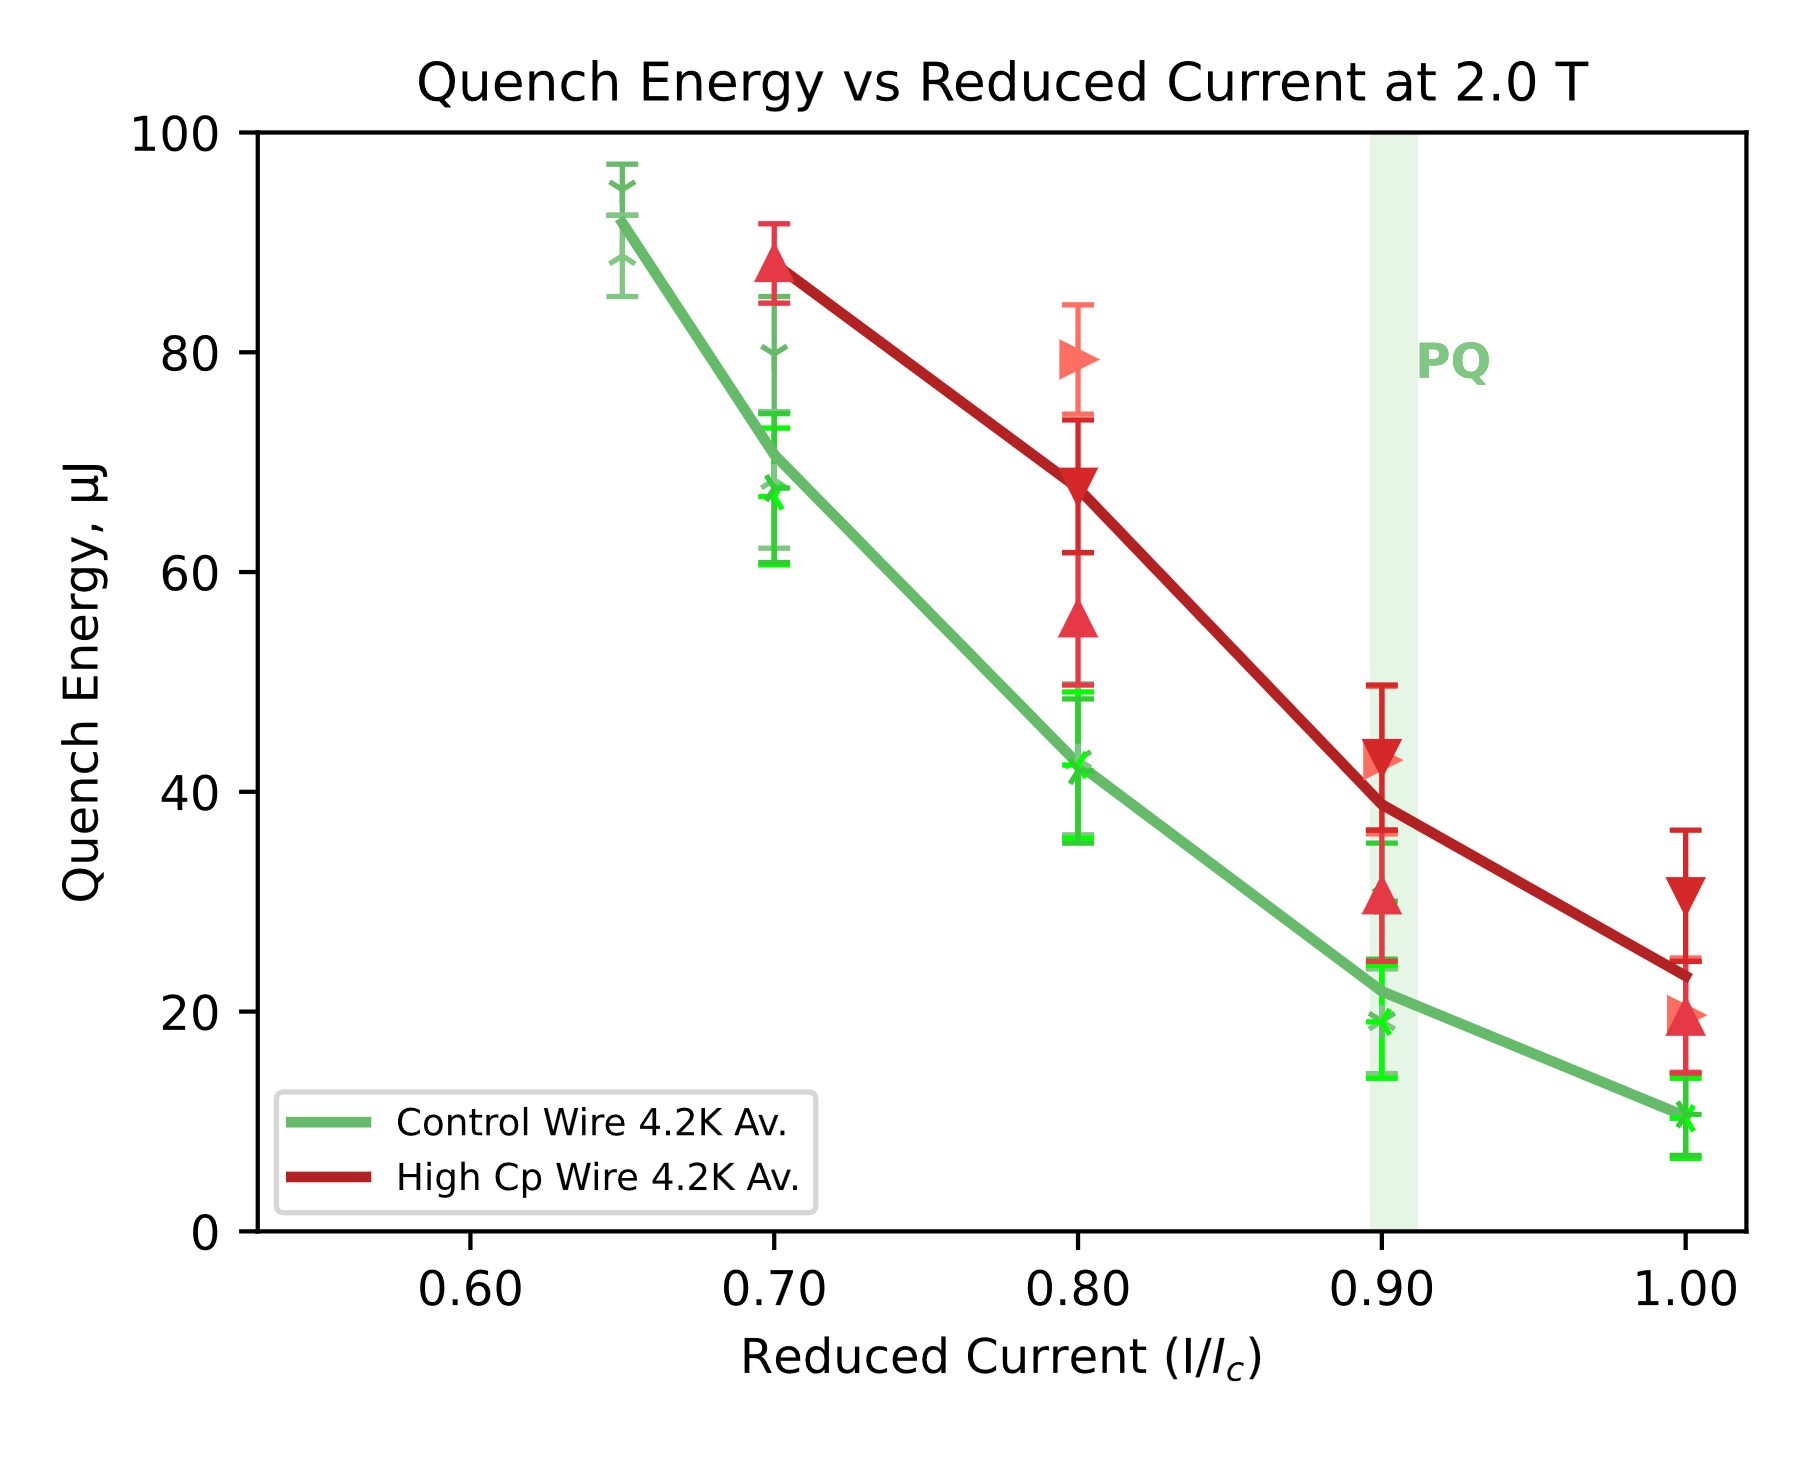 Quench Energy vs Reduced Current at 2.0 T
100
80
60
40
20
0
Quench Energy, µJ
PQ
Control Wire 4.2K Av.
High Cp Wire 4.2K Av.
0.60 0.70 0.80 0.90 1.00
Reduced Current (I/I_c)